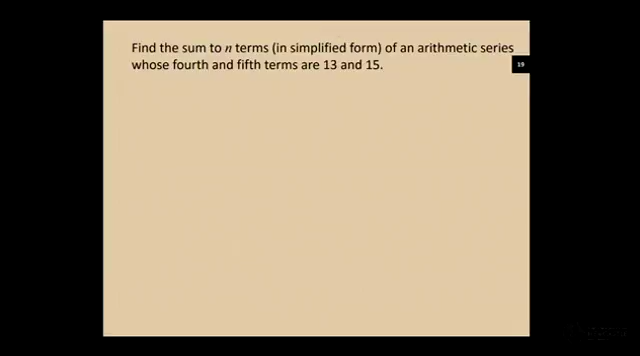 Find the sum to n terms (in simplified form) of an arithmetic series
whose fourth and fifth terms are 13 and 15.
19